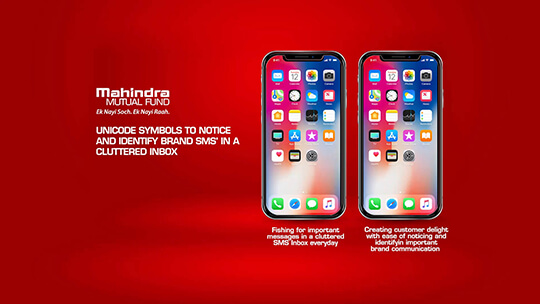 Mahindra
MUTUAL FUND
Ek Nayi Soch. Ek Nayi Raah.
UNICODE SYMBOLS TO NOTICE
AND IDENTIFY BRAND SMS' IN A
CLUTTERED INBOX
Fishing for important
messages in a cluttered
SMS Inbox everyday
Creating customer delight
with ease of noticing and
identifyin important
brand communication